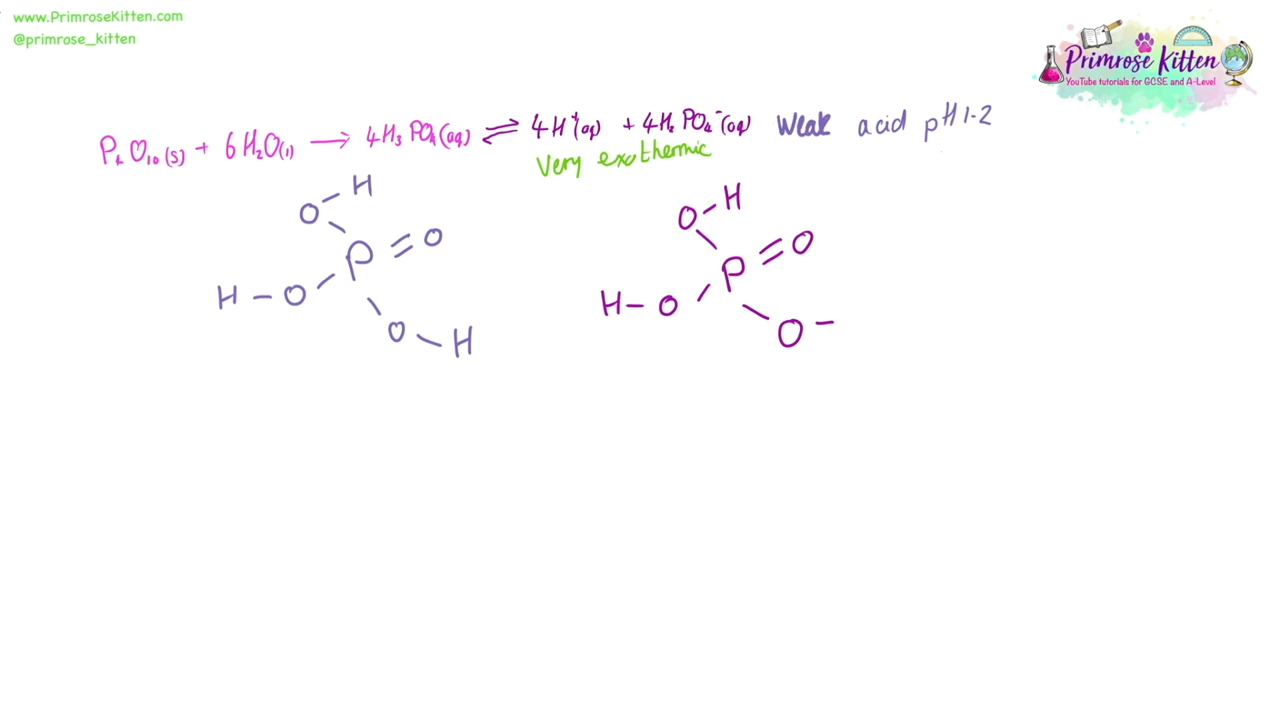 www.PrimroseKitten.com
@primrose_kitten
Primrose Kitten
YouTube tutorials for GCSE and A-Level
P₄O₁₀(s) + 6H₂O(l) → 4H₃PO₄(aq) ⇌ 4H⁺(aq) + 4H₂PO₄⁻(aq) Weak acid pH 1-2
Very exothermic
H
O
P = O
H - O
O - H
O - H
P = O
H - O
O -